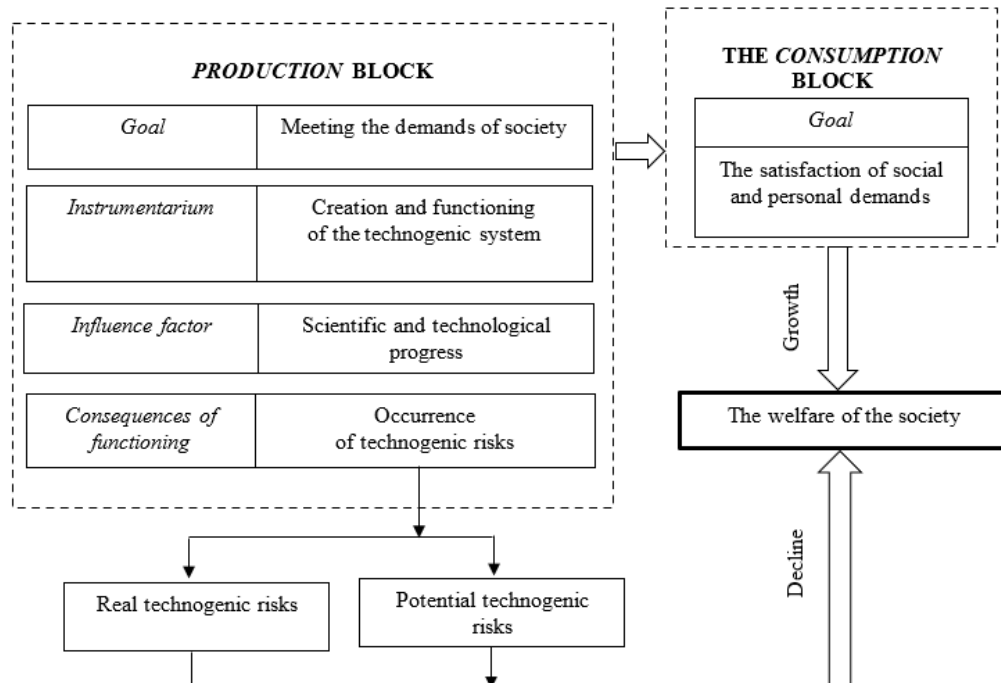 PRODUCTION BLOCK
Goal
Meeting the demands of society
Instrumentarium
Creation and functioning
of the technogenic system
Influence factor
Scientific and technological
progress
Consequences of
functioning
Occurrence
of technogenic risks
Real technogenic risks
Potential technogenic
risks
THE CONSUMPTION
BLOCK
Goal
The satisfaction of social
and personal demands
Growth
The welfare of the society
Decline